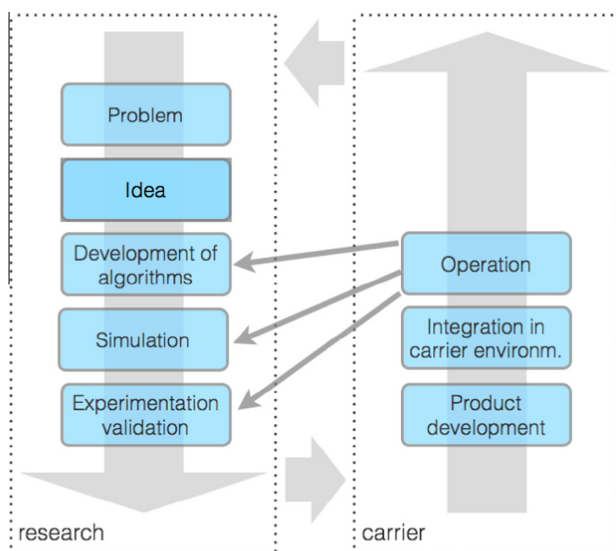 Problem
Idea
Development of
algorithms
Simulation
Experimentation
validation
research
Operation
Integration in
carrier environm.
Product
development
carrier